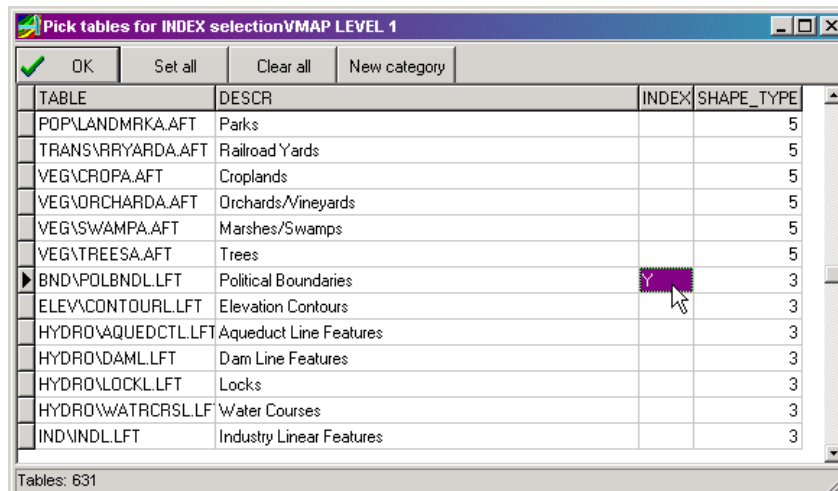 Pick tables for INDEX selectionVMAP LEVEL 1
OK Set all Clear all New category
TABLE DESCR INDEX SHAPE_TYPE
POP\LANDMRKA.AFT Parks 5
TRANS\RRYARDA.AFT Railroad Yards 5
VEG\CROPA.AFT Croplands 5
VEG\ORCHARDA.AFT Orchards/Vineyards 5
VEG\SWAMPA.AFT Marshes/Swamps 5
VEG\TREESA.AFT Trees 5
BND\POLBNDL.LFT Political Boundaries Y 3
ELEV\CONTOURL.LFT Elevation Contours 3
HYDRO\AQUEDCTL.LFT Aqueduct Line Features 3
HYDRO\DAML.LFT Dam Line Features 3
HYDRO\LOCKL.LFT Locks 3
HYDRO\WATRCRSL.LF Water Courses 3
IND\INDL.LFT Industry Linear Features 3
Tables: 631